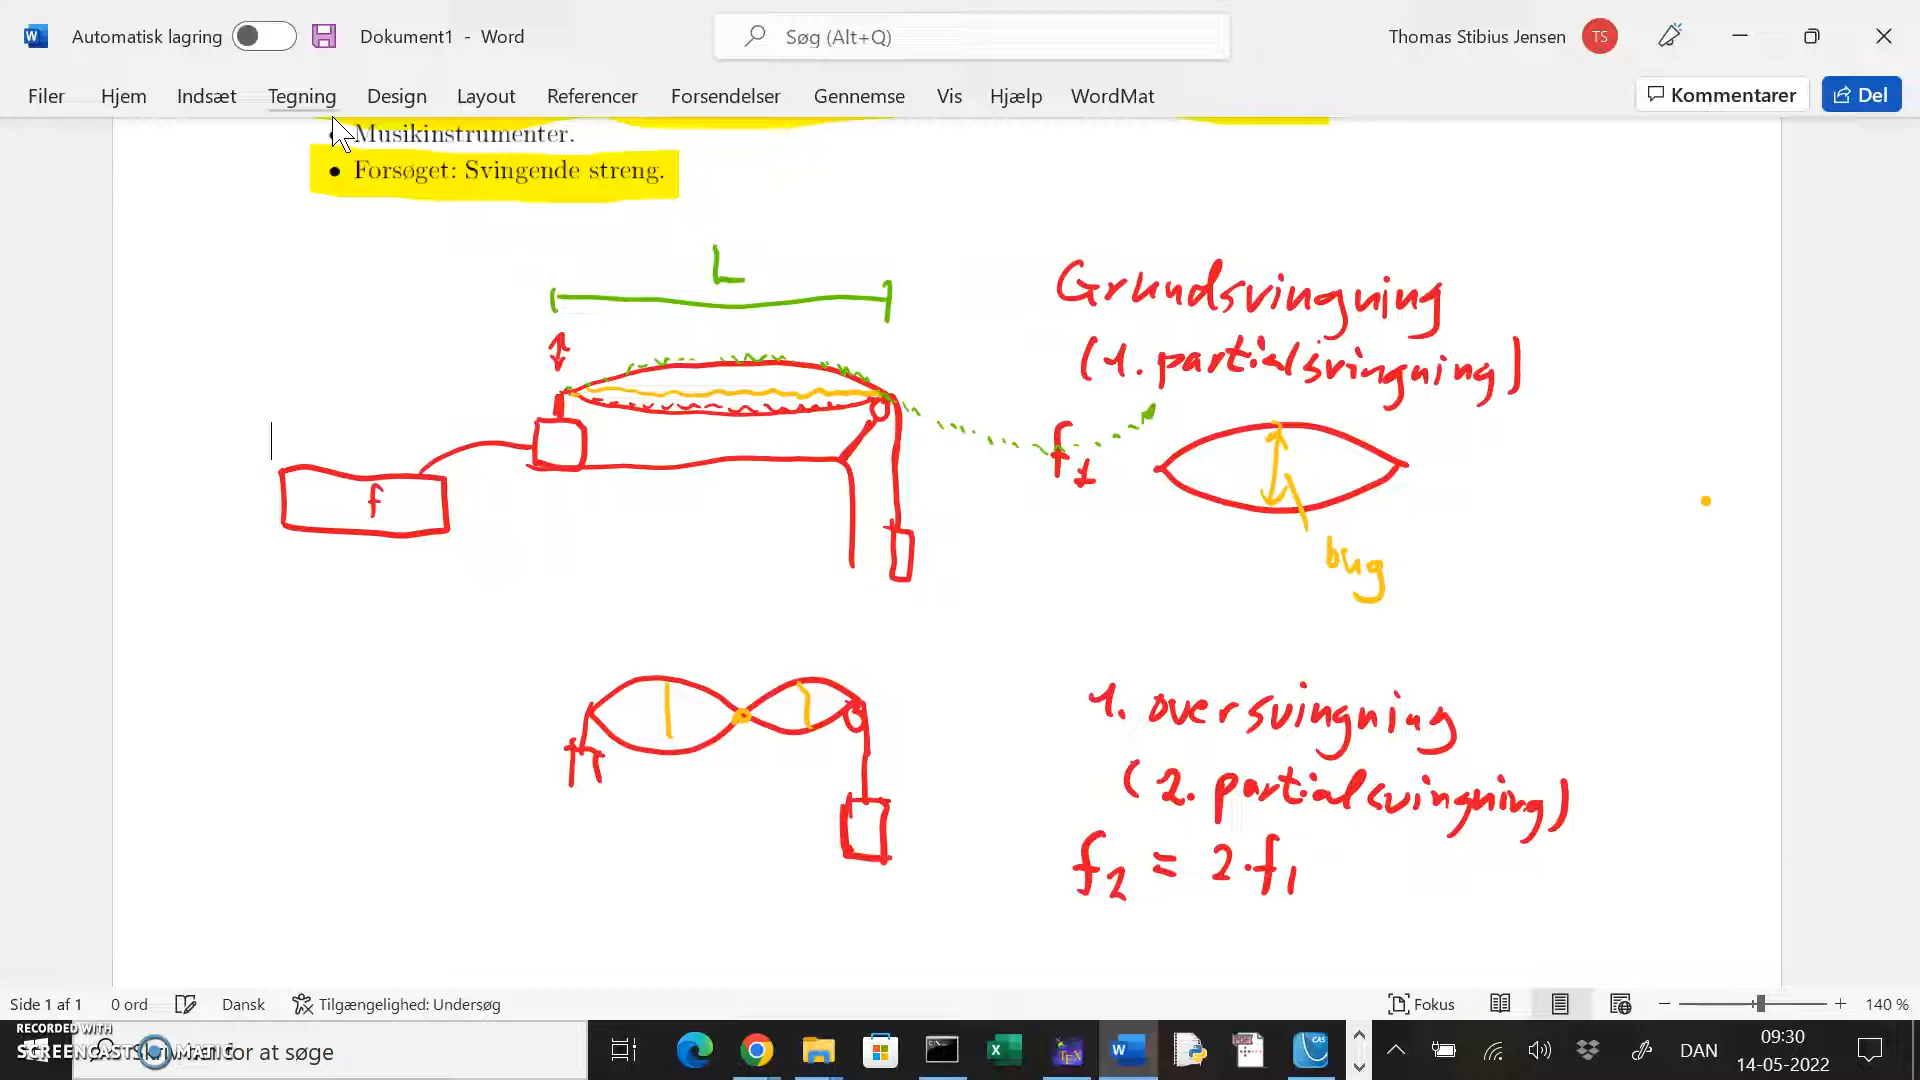 Automatisk lagring
Dokument1 - Word
Søg (Alt+Q)
Thomas Stibius Jensen
TS
Filer Hjem Indsæt Tegning Design Layout Referencer Forsendelser Gennemse Vis Hjælp WordMat
Kommentarer
Del
Musikinstrumenter.
Forsøget: Svingende streng.
L
Grundsvingning
(1. partialsvingning)
f1
f
bug
1. oversvingning
(2. partialsvingning)
f2 = 2·f1
Side 1 af 1
0 ord
Dansk
Tilgængelighed: Undersøg
Fokus
140 %
RECORDED WITH
SCREENCAST MATIC
for at søge
DAN
09:30
14-05-2022